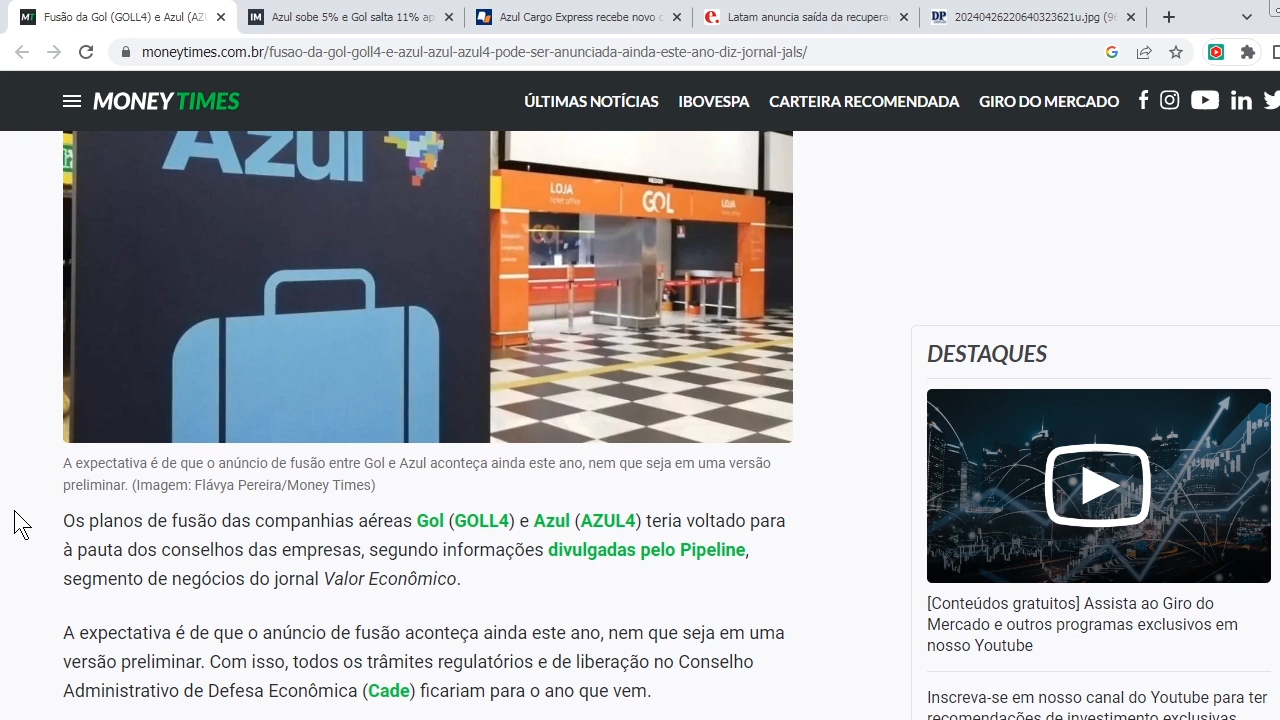 Fusão da Gol (GOLL4) e Azul (AZU
Azul sobe 5% e Gol salta 11% ap
Azul Cargo Express recebe novo c
Latam anuncia saída da recupera
20240426220640323621u.jpg (96
moneytimes.com.br/fusao-da-gol-goll4-e-azul-azul-azul4-pode-ser-anunciada-ainda-este-ano-diz-jornal-jals/
MONEY TIMES
ÚLTIMAS NOTÍCIAS IBOVESPA CARTEIRA RECOMENDADA GIRO DO MERCADO
Azul
LOJA
GOL
LOJA
A expectativa é de que o anúncio de fusão entre Gol e Azul aconteça ainda este ano, nem que seja em uma versão
preliminar. (Imagem: Flávya Pereira/Money Times)
Os planos de fusão das companhias aéreas Gol (GOLL4) e Azul (AZUL4) teria voltado para
à pauta dos conselhos das empresas, segundo informações divulgadas pelo Pipeline,
segmento de negócios do jornal Valor Econômico.
A expectativa é de que o anúncio de fusão aconteça ainda este ano, nem que seja em uma
versão preliminar. Com isso, todos os trâmites regulatórios e de liberação no Conselho
Administrativo de Defesa Econômica (Cade) ficariam para o ano que vem.
DESTAQUES
[Conteúdos gratuitos] Assista ao Giro do
Mercado e outros programas exclusivos em
nosso Youtube
Inscreva-se em nosso canal do Youtube para ter
recomendações de investimento exclusivas